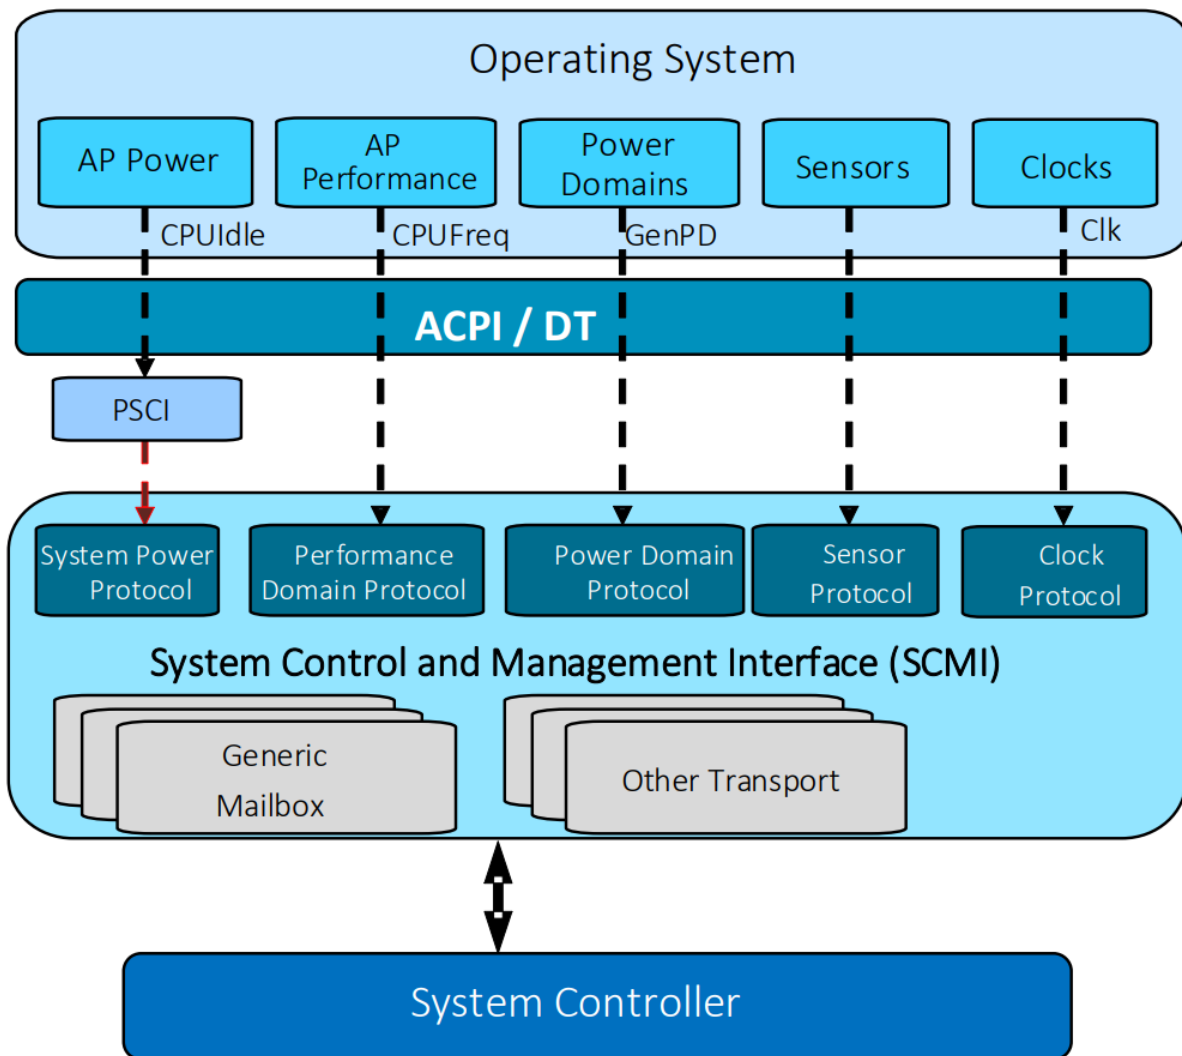 Operating System
AP Power
AP
Performance
Power
Domains
Sensors
Clocks
CPUIdle
CPUFreq
GenPD
Clk
ACPI / DT
PSCI
System Power
Protocol
Performance
Domain Protocol
Power Domain
Protocol
Sensor
Protocol
Clock
Protocol
System Control and Management Interface (SCMI)
Generic
Mailbox
Other Transport
System Controller